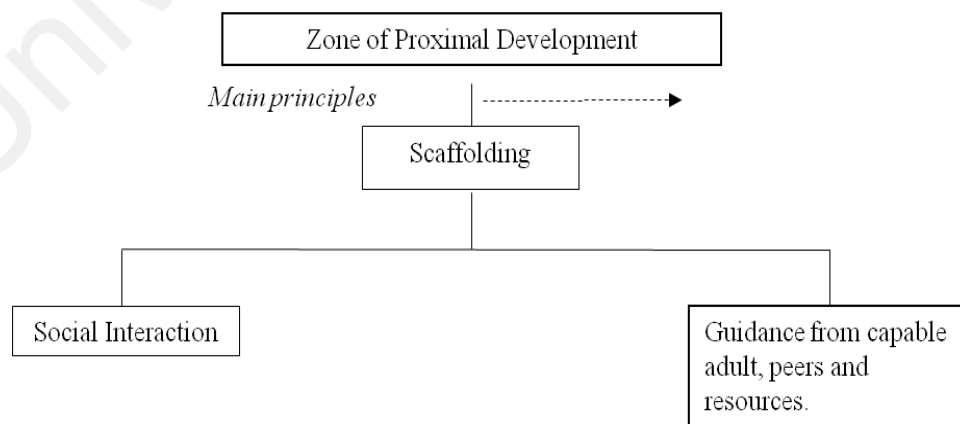 Zone of Proximal Development
Main principles
Scaffolding
Social Interaction
Guidance from capable
adult, peers and
resources.